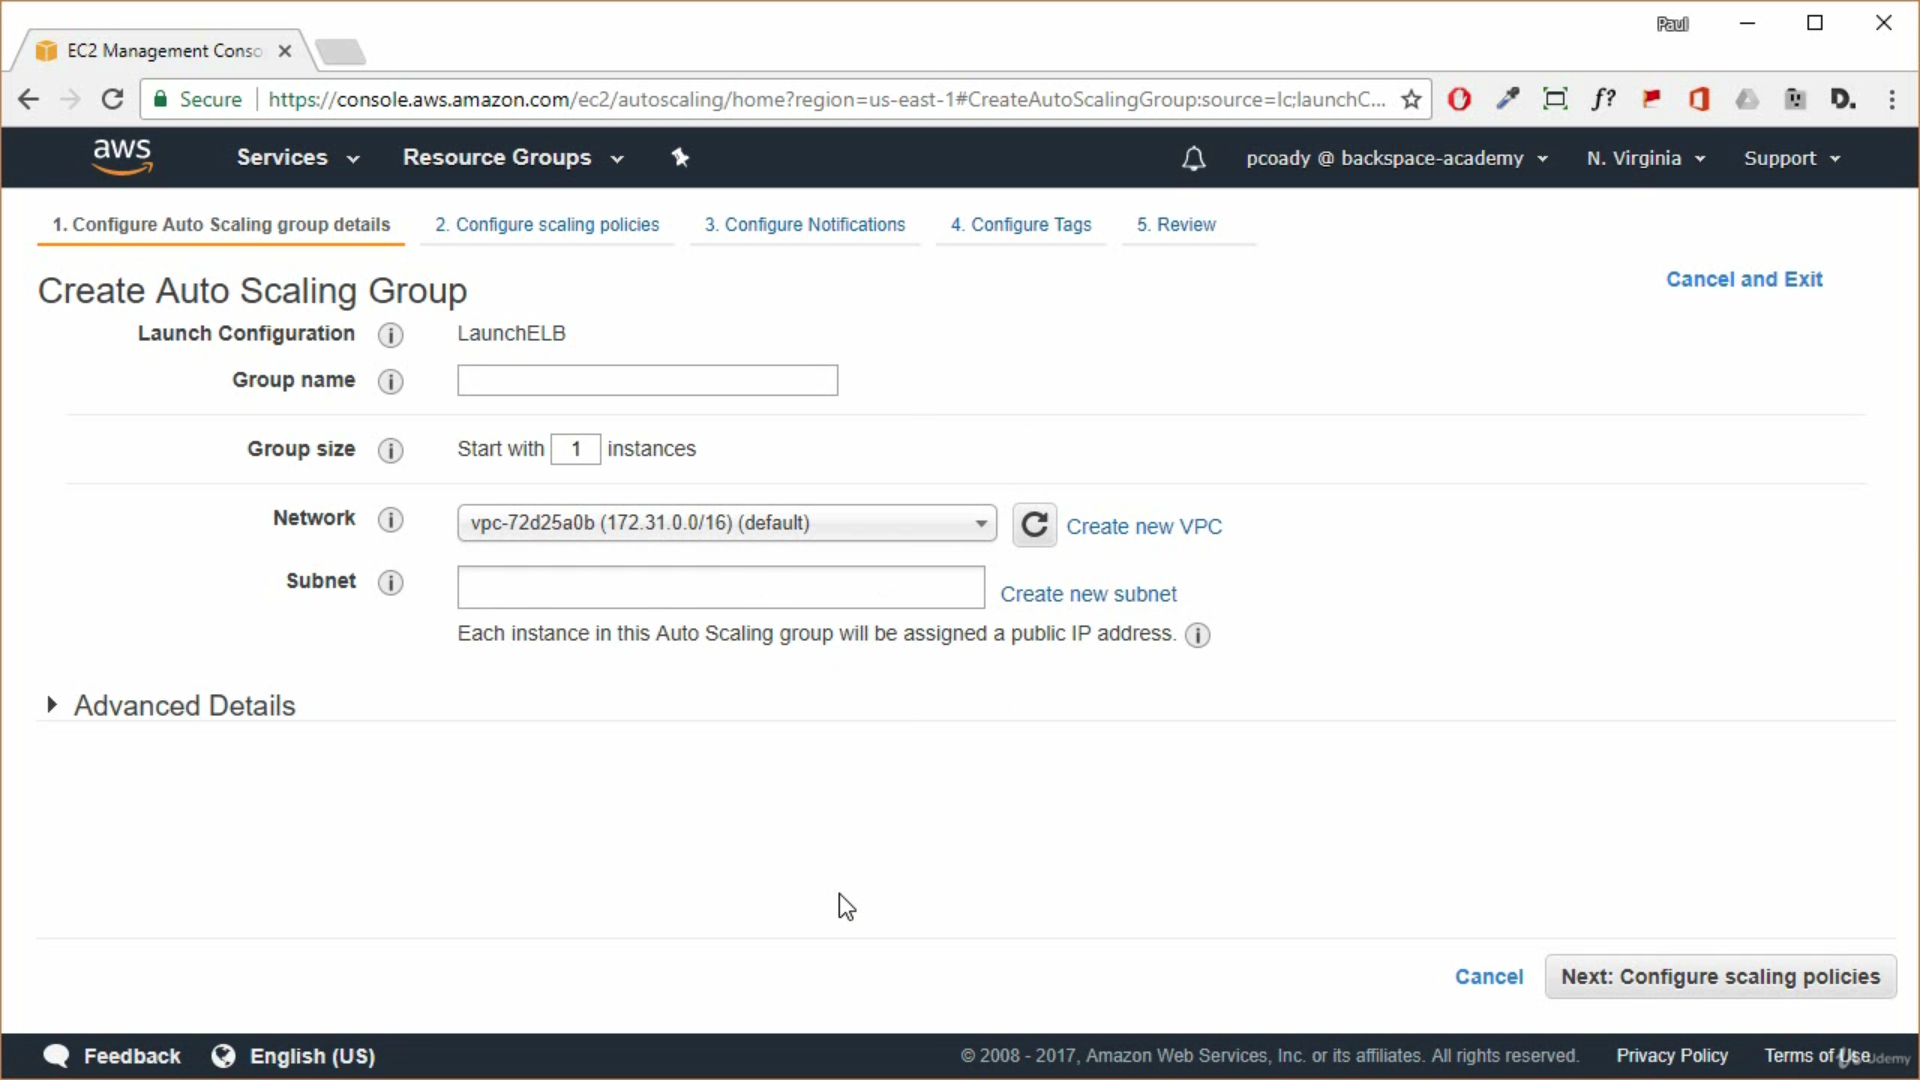 Paul
EC2 Management Conso
Secure https://console.aws.amazon.com/ec2/autoscaling/home?region=us-east-1#CreateAutoScalingGroup:source=lc;launchC...
f?
D.
aws Services Resource Groups pcoady @ backspace-academy N. Virginia Support
1. Configure Auto Scaling group details 2. Configure scaling policies 3. Configure Notifications 4. Configure Tags 5. Review
Create Auto Scaling Group
Cancel and Exit
Launch Configuration i LaunchELB
Group name i
Group size i Start with 1 instances
Network i vpc-72d25a0b (172.31.0.0/16) (default) Create new VPC
Subnet i Create new subnet
Each instance in this Auto Scaling group will be assigned a public IP address. i
Advanced Details
Cancel Next: Configure scaling policies
Feedback English (US) © 2008 - 2017, Amazon Web Services, Inc. or its affiliates. All rights reserved. Privacy Policy Terms of Use
Udemy